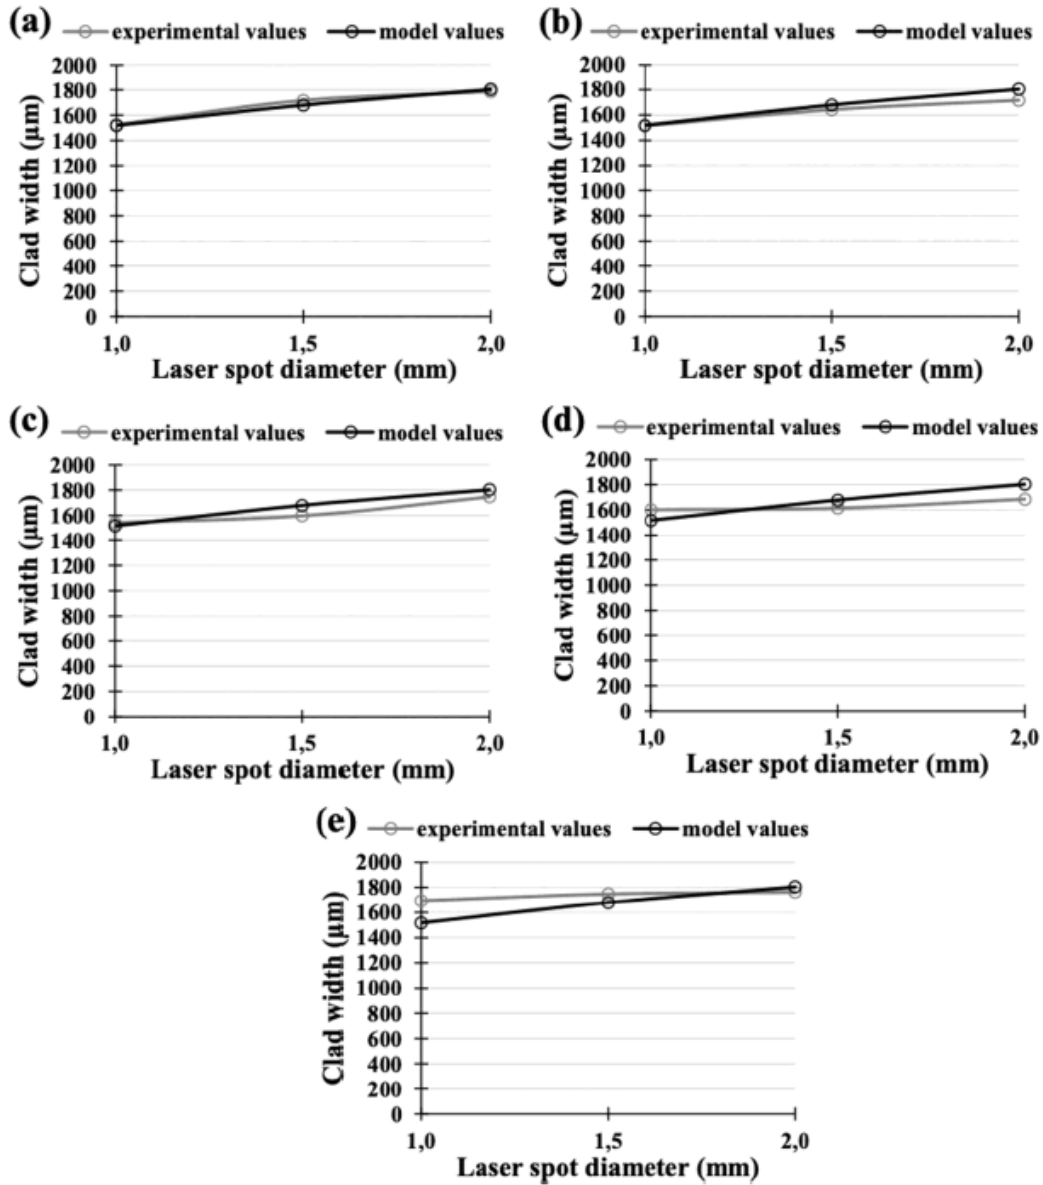 (a) experimental values model values
2000
1800
1600
1400
1200
1000
800
600
400
200
0
Clad width (µm)
1,0 1,5 2,0
Laser spot diameter (mm)
(b) experimental values model values
2000
1800
1600
1400
1200
1000
800
600
400
200
0
Clad width (µm)
1,0 1,5 2,0
Laser spot diameter (mm)
(c) experimental values model values
2000
1800
1600
1400
1200
1000
800
600
400
200
0
Clad width (µm)
1,0 1,5 2,0
Laser spot diameter (mm)
(d) experimental values model values
2000
1800
1600
1400
1200
1000
800
600
400
200
0
Clad width (µm)
1,0 1,5 2,0
Laser spot diameter (mm)
(e) experimental values model values
2000
1800
1600
1400
1200
1000
800
600
400
200
0
Clad width (µm)
1,0 1,5 2,0
Laser spot diameter (mm)